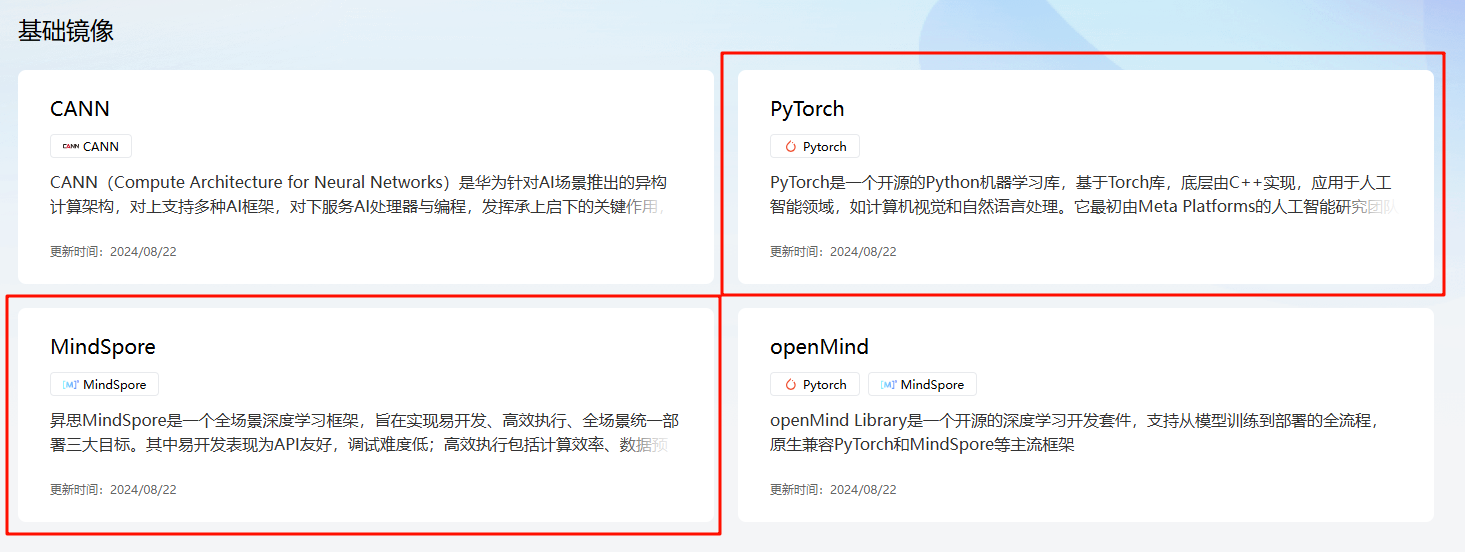 基础镜像
CANN
CANN CANN
CANN（Compute Architecture for Neural Networks）是华为针对AI场景推出的异构
计算架构，对上支持多种AI框架，对下服务AI处理器与编程，发挥承上启下的关键作用，
更新时间：2024/08/22
PyTorch
Pytorch
PyTorch是一个开源的Python机器学习库，基于Torch库，底层由C++实现，应用于人工
智能领域，如计算机视觉和自然语言处理。它最初由Meta Platforms的人工智能研究团队
更新时间：2024/08/22
MindSpore
[M]+ MindSpore
昇思MindSpore是一个全场景深度学习框架，旨在实现易开发、高效执行、全场景统一部
署三大目标。其中易开发表现为API友好，调试难度低；高效执行包括计算效率、数据预
更新时间：2024/08/22
openMind
Pytorch [M]+ MindSpore
openMind Library是一个开源的深度学习开发套件，支持从模型训练到部署的全流程，
原生兼容PyTorch和MindSpore等主流框架
更新时间：2024/08/22